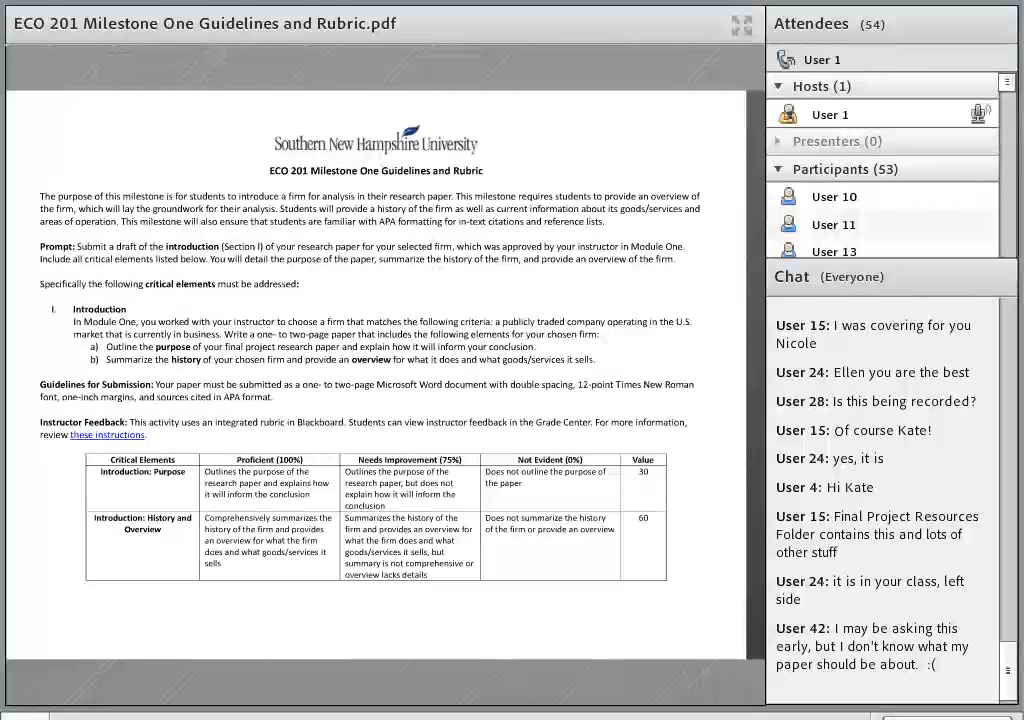 ECO 201 Milestone One Guidelines and Rubric.pdf
Southern New Hampshire University
ECO 201 Milestone One Guidelines and Rubric
The purpose of this milestone is for students to introduce a firm for analysis in their research paper. This milestone requires students to provide an overview of
the firm, which will lay the groundwork for their analysis. Students will provide a history of the firm as well as current information about its goods/services and
areas of operation. This milestone will also ensure that students are familiar with APA formatting for in-text citations and reference lists.
Prompt: Submit a draft of the introduction (Section I) of your research paper for your selected firm, which was approved by your instructor in Module One.
Include all critical elements listed below. You will detail the purpose of the paper, summarize the history of the firm, and provide an overview of the firm.
Specifically the following critical elements must be addressed:
I. Introduction
In Module One, you worked with your instructor to choose a firm that matches the following criteria: a publicly traded company operating in the U.S.
market that is currently in business. Write a one- to two-page paper that includes the following elements for your chosen firm:
a) Outline the purpose of your final project research paper and explain how it will inform your conclusion.
b) Summarize the history of your chosen firm and provide an overview for what it does and what goods/services it sells.
Guidelines for Submission: Your paper must be submitted as a one- to two-page Microsoft Word document with double spacing, 12-point Times New Roman
font, one-inch margins, and sources cited in APA format.
Instructor Feedback: This activity uses an integrated rubric in Blackboard. Students can view instructor feedback in the Grade Center. For more information,
review these instructions.
Critical Elements Proficient (100%) Needs Improvement (75%) Not Evident (0%) Value
Introduction: Purpose
Outlines the purpose of the
research paper and explains how
it will inform the conclusion
Outlines the purpose of the
research paper, but does not
explain how it will inform the
conclusion
Does not outline the purpose of
the paper
30
Introduction: History and
Overview
Comprehensively summarizes the
history of the firm and provides
an overview for what the firm
does and what goods/services it
sells
Summarizes the history of the
firm and provides an overview for
what the firm does and what
goods/services it sells, but
summary is not comprehensive or
overview lacks details
Does not summarize the history
of the firm or provide an overview
60
Attendees (54)
User 1
Hosts (1)
User 1
Presenters (0)
Participants (53)
User 10
User 11
User 13
Chat (Everyone)
User 15: I was covering for you
Nicole
User 24: Ellen you are the best
User 28: Is this being recorded?
User 15: Of course Kate!
User 24: yes, it is
User 4: Hi Kate
User 15: Final Project Resources
Folder contains this and lots of
other stuff
User 24: it is in your class, left
side
User 42: I may be asking this
early, but I don't know what my
paper should be about. :(